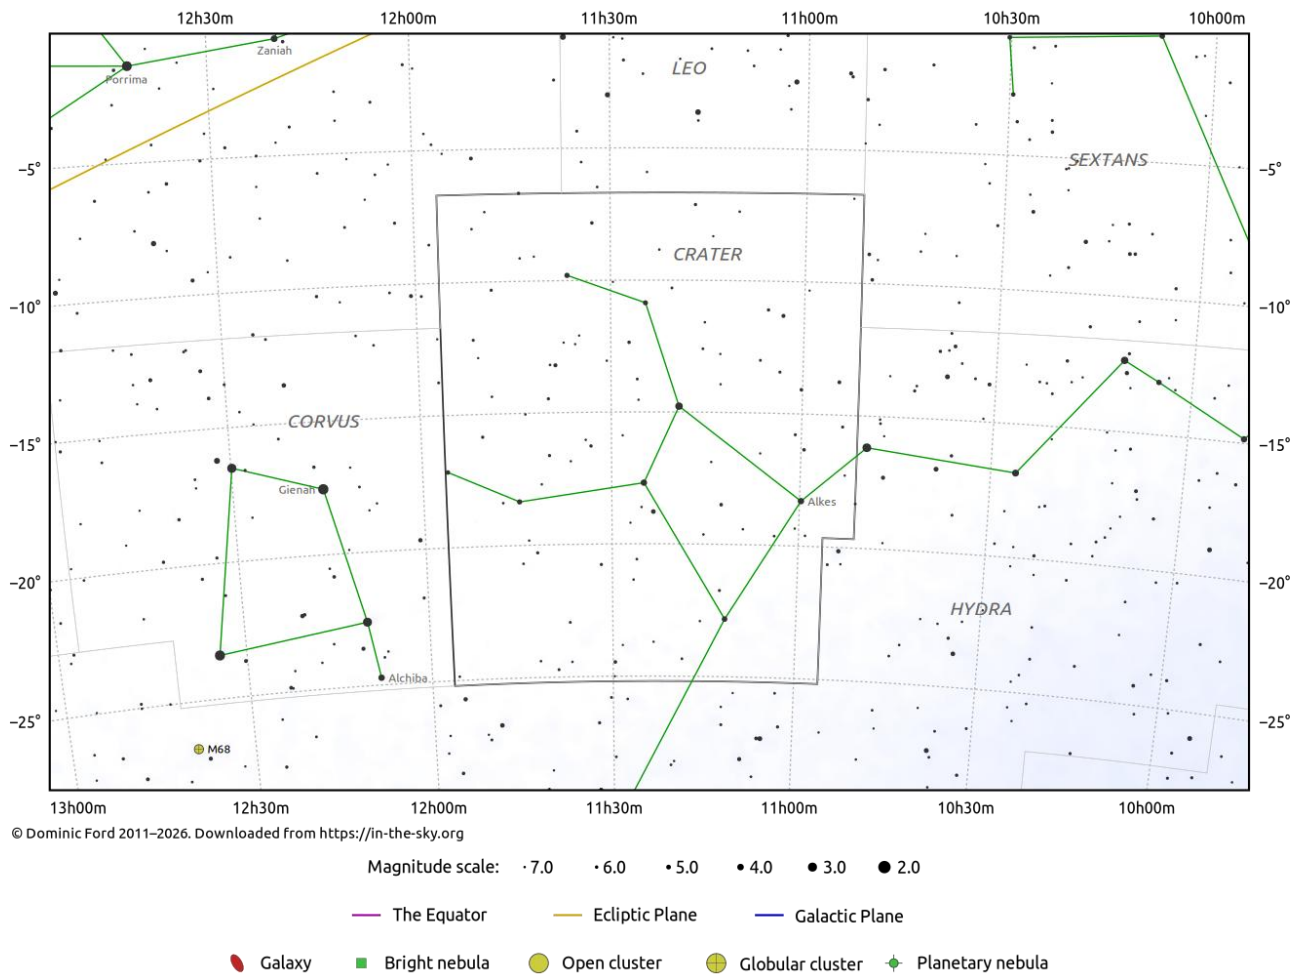 12h30m 12h00m 11h30m 11h00m 10h30m 10h00m
Zaniah
Porrima
LEO
SEXTANS
−5° −5°
CRATER
−10° −10°
CORVUS
−15° −15°
Gienah
Alkes
−20° −20°
HYDRA
Alchiba
−25° −25°
M68
13h00m 12h30m 12h00m 11h30m 11h00m 10h30m 10h00m
© Dominic Ford 2011–2026. Downloaded from https://in-the-sky.org
Magnitude scale: 7.0 6.0 5.0 4.0 3.0 2.0
The Equator Ecliptic Plane Galactic Plane
Galaxy Bright nebula Open cluster Globular cluster Planetary nebula